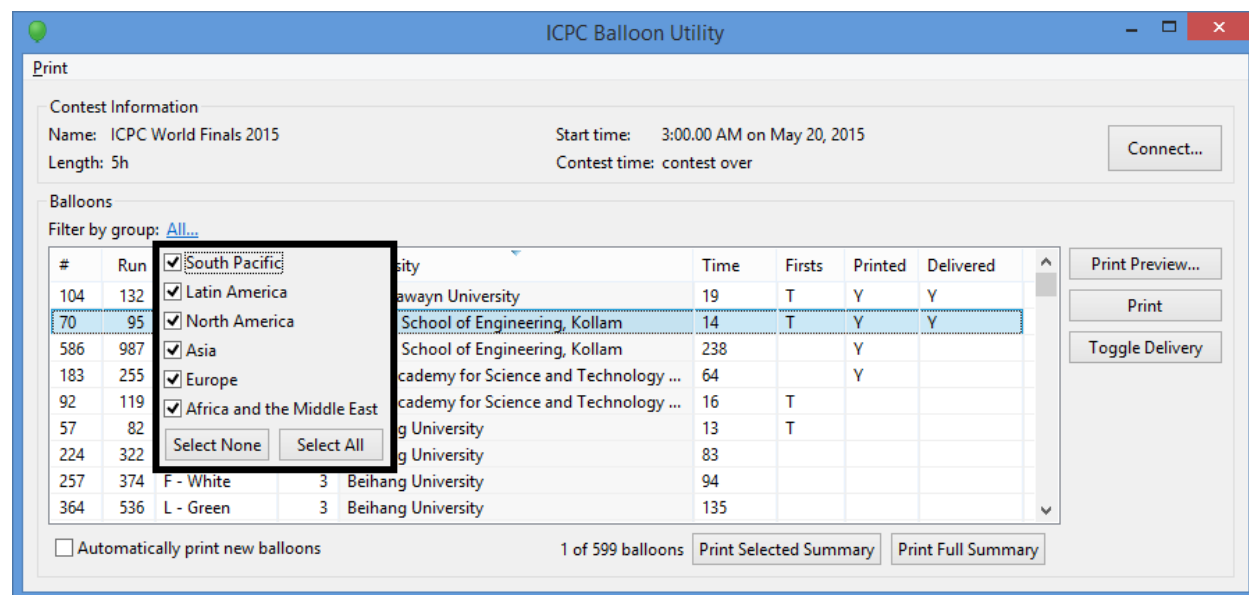 ICPC Balloon Utility
Print
Contest Information
Name: ICPC World Finals 2015 Start time: 3:00.00 AM on May 20, 2015
Length: 5h Contest time: contest over
Connect...
Balloons
Filter by group: All...
# Run Time Firsts Printed Delivered
104 132 University 19 T Y Y
70 95 School of Engineering, Kollam 14 T Y Y
586 987 School of Engineering, Kollam 238 Y
183 255 for Science and Technology ... 64 Y
92 119 for Science and Technology ... 16 T
57 82 University 13 T
224 322 University 83
257 374 F - White 3 Beihang University 94
364 536 L - Green 3 Beihang University 135
South Pacific
Latin America
North America
Asia
Europe
Africa and the Middle East
Select None Select All
Print Preview...
Print
Toggle Delivery
Automatically print new balloons 1 of 599 balloons Print Selected Summary Print Full Summary